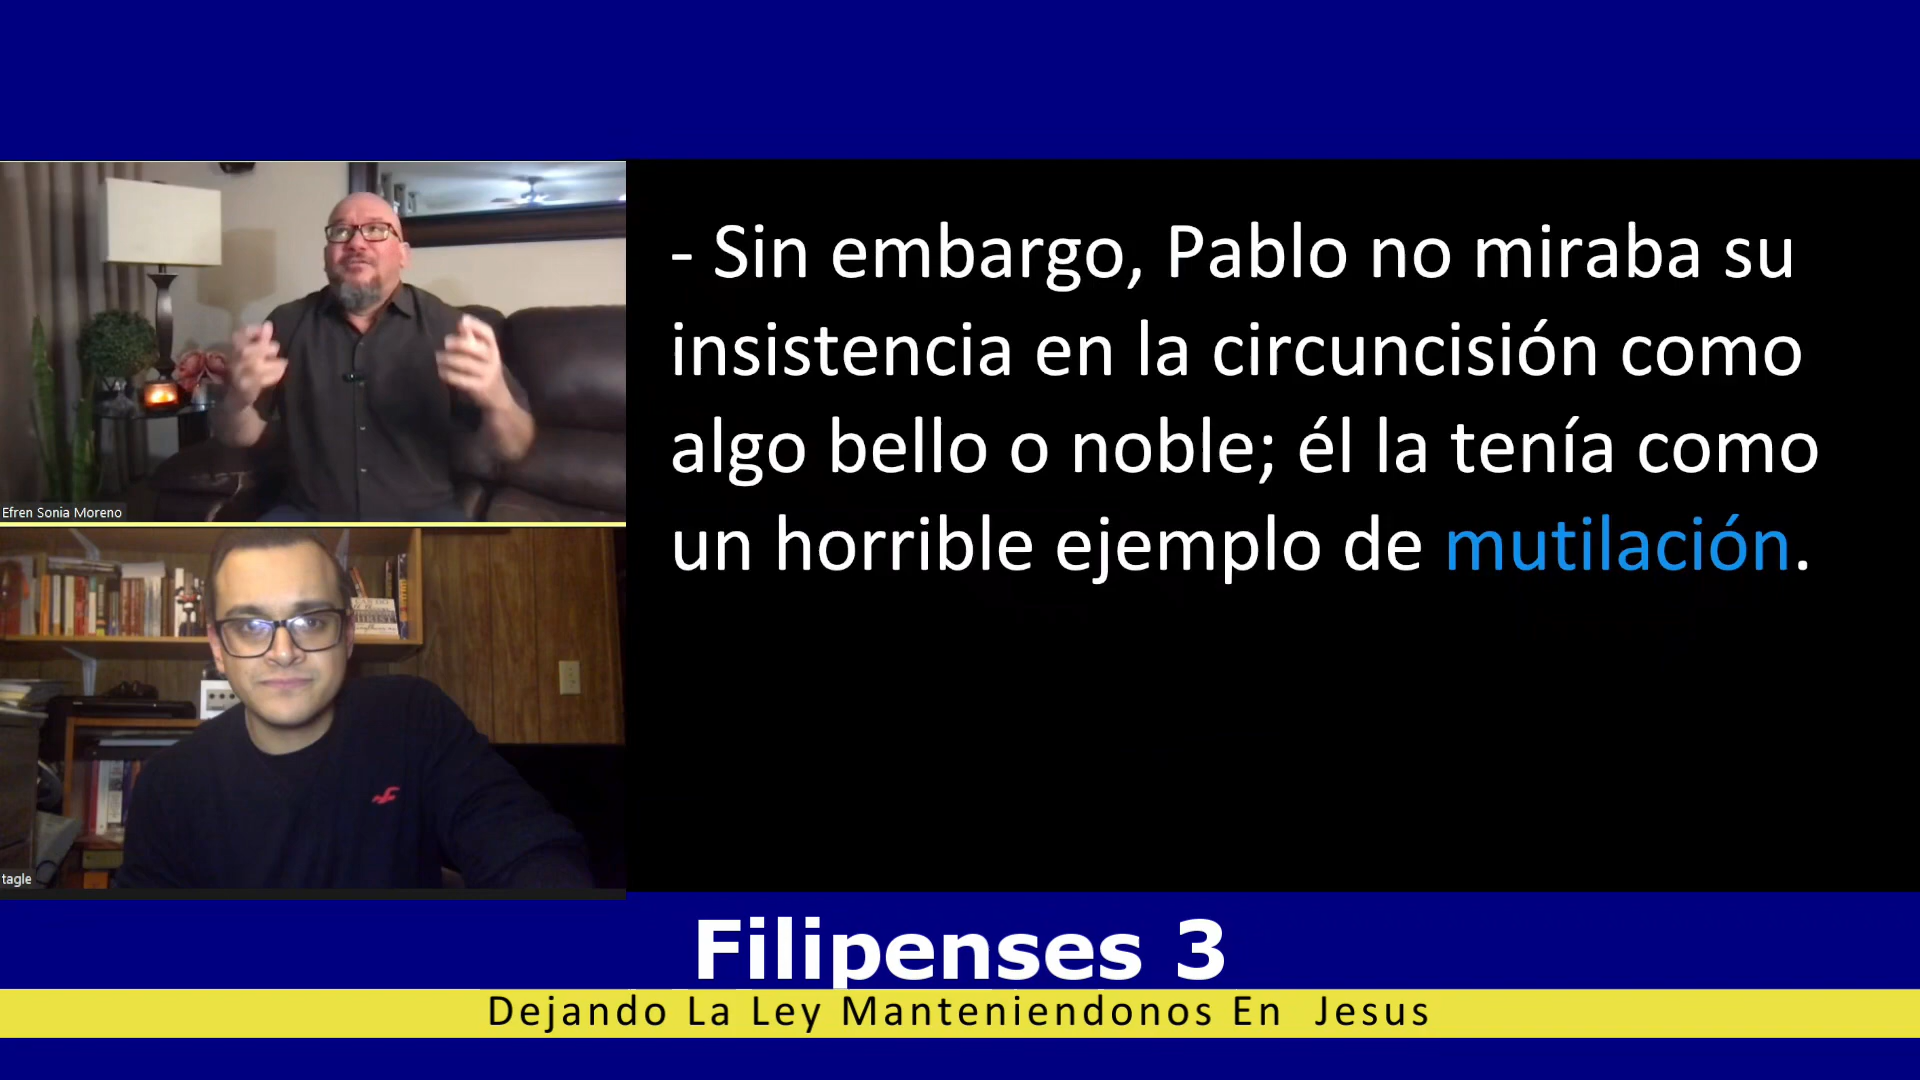 - Sin embargo, Pablo no miraba su
insistencia en la circuncisión como
algo bello o noble; él la tenía como
un horrible ejemplo de mutilación.
Efren Sonia Moreno
tagle
Filipenses 3
Dejando La Ley Manteniendonos En  Jesus